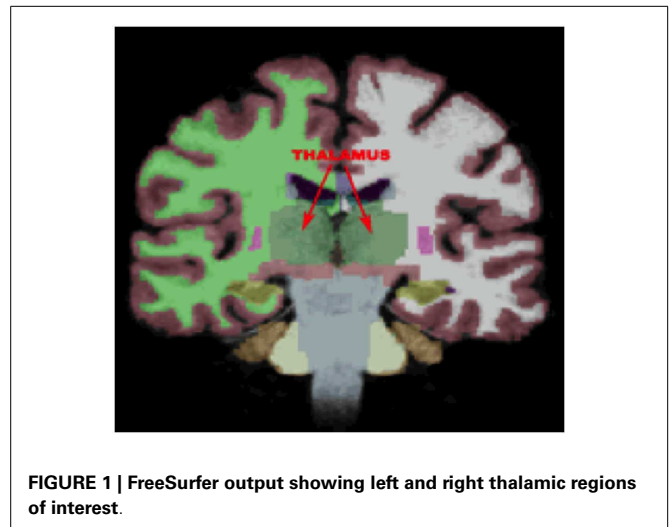 THALAMUS
FIGURE 1 | FreeSurfer output showing left and right thalamic regions
of interest.